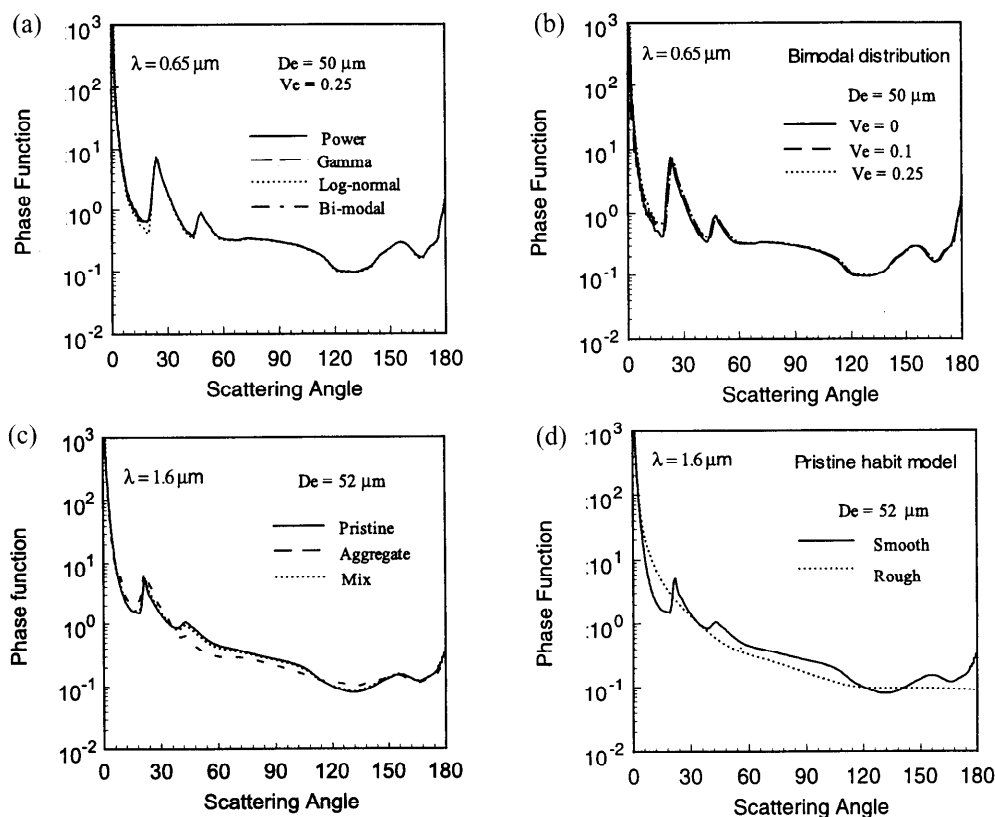 (a)
:10³
10²
10¹
10⁰
10⁻¹
10⁻²
Phase Function
λ = 0.65 μm
De = 50 μm
Ve = 0.25
Power
Gamma
Log-normal
Bi-modal
0 30 60 90 120 150 180
Scattering Angle
(b)
:10³
10²
10¹
10⁰
10⁻¹
10⁻²
Phase Function
λ = 0.65 μm
Bimodal distribution
De = 50 μm
Ve = 0
Ve = 0.1
Ve = 0.25
0 30 60 90 120 150 180
Scattering Angle
(c)
10³
10²
10¹
10⁰
10⁻¹
10⁻²
Phase function
λ = 1.6 μm
De = 52 μm
Pristine
Aggregate
Mix
0 30 60 90 120 150 180
Scattering Angle
(d)
:10³
:10²
:10¹
10⁰
10⁻¹
10⁻²
Phase Function
λ = 1.6 μm
Pristine habit model
De = 52 μm
Smooth
Rough
0 30 60 90 120 150 180
Scattering Angle